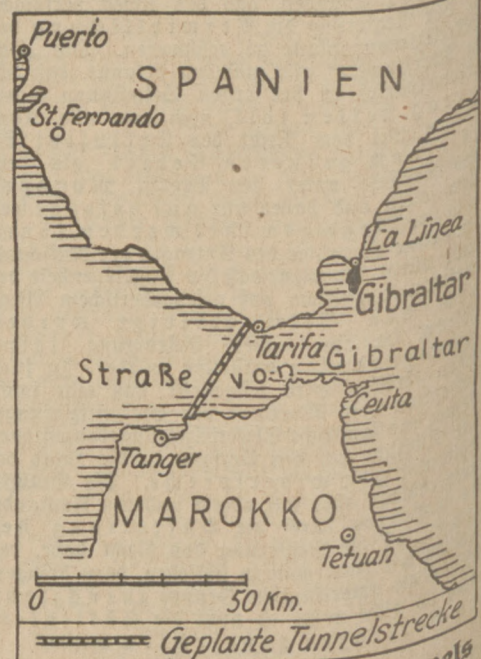 Puerto
SPANIEN
St. Fernando
La Línea
Gibraltar
Tarifa
Straße von Gibraltar
Ceuta
Tanger
MAROKKO
Tetuan
0 50 Km.
Geplante Tunnelstrecke